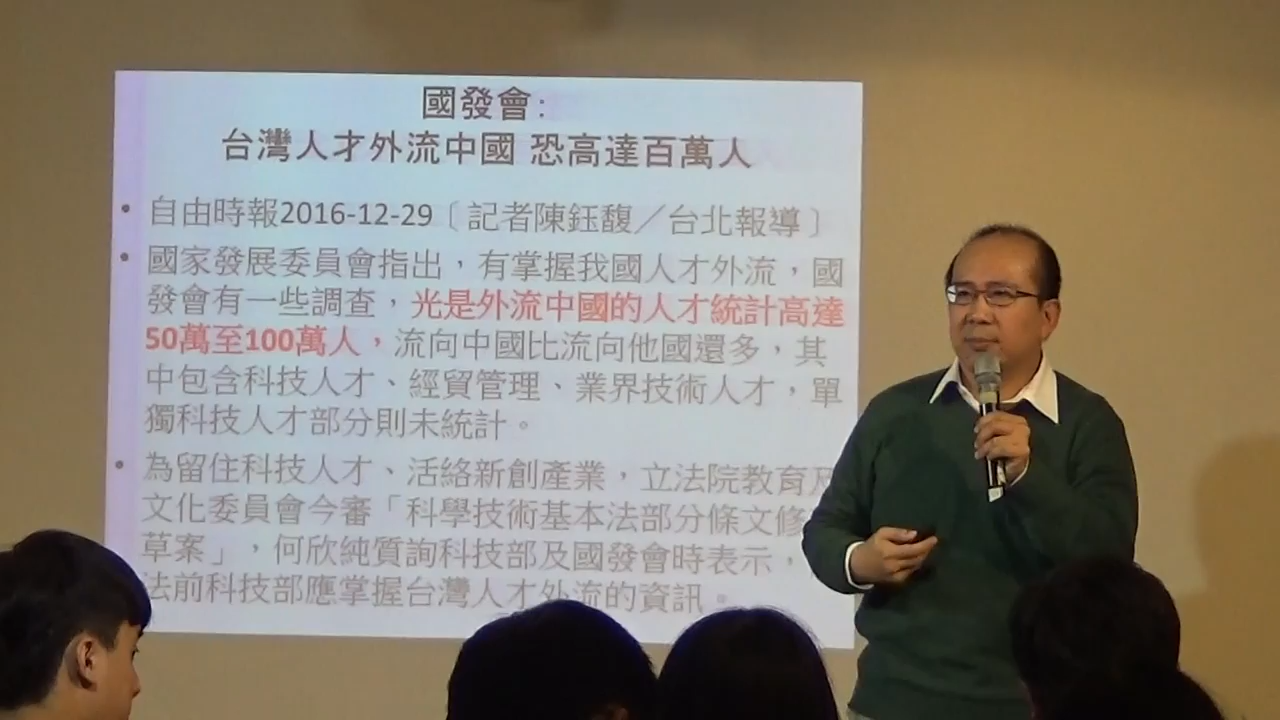 國發會:
台灣人才外流中國 恐高達百萬人
• 自由時報2016-12-29〔記者陳鈺馥／台北報導〕
• 國家發展委員會指出，有掌握我國人才外流，國
發會有一些調查，光是外流中國的人才統計高達
50萬至100萬人，流向中國比流向他國還多，其
中包含科技人才、經貿管理、業界技術人才，單
獨科技人才部分則未統計。
• 為留住科技人才、活絡新創產業，立法院教育及
文化委員會今審「科學技術基本法部分條文修
草案」，何欣純質詢科技部及國發會時表示，
法前科技部應掌握台灣人才外流的資訊。